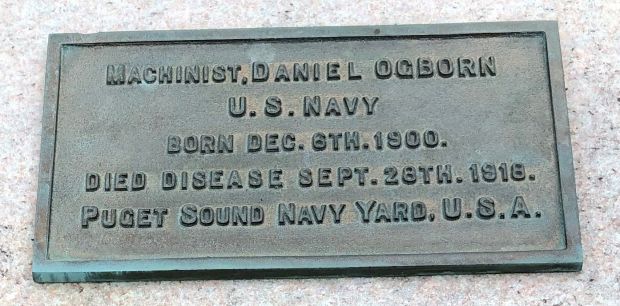 MACHINIST, DANIEL OGBORN
U. S. NAVY
BORN DEC. 6TH. 1900.
DIED DISEASE SEPT. 28TH. 1918.
PUGET SOUND NAVY YARD, U.S.A.